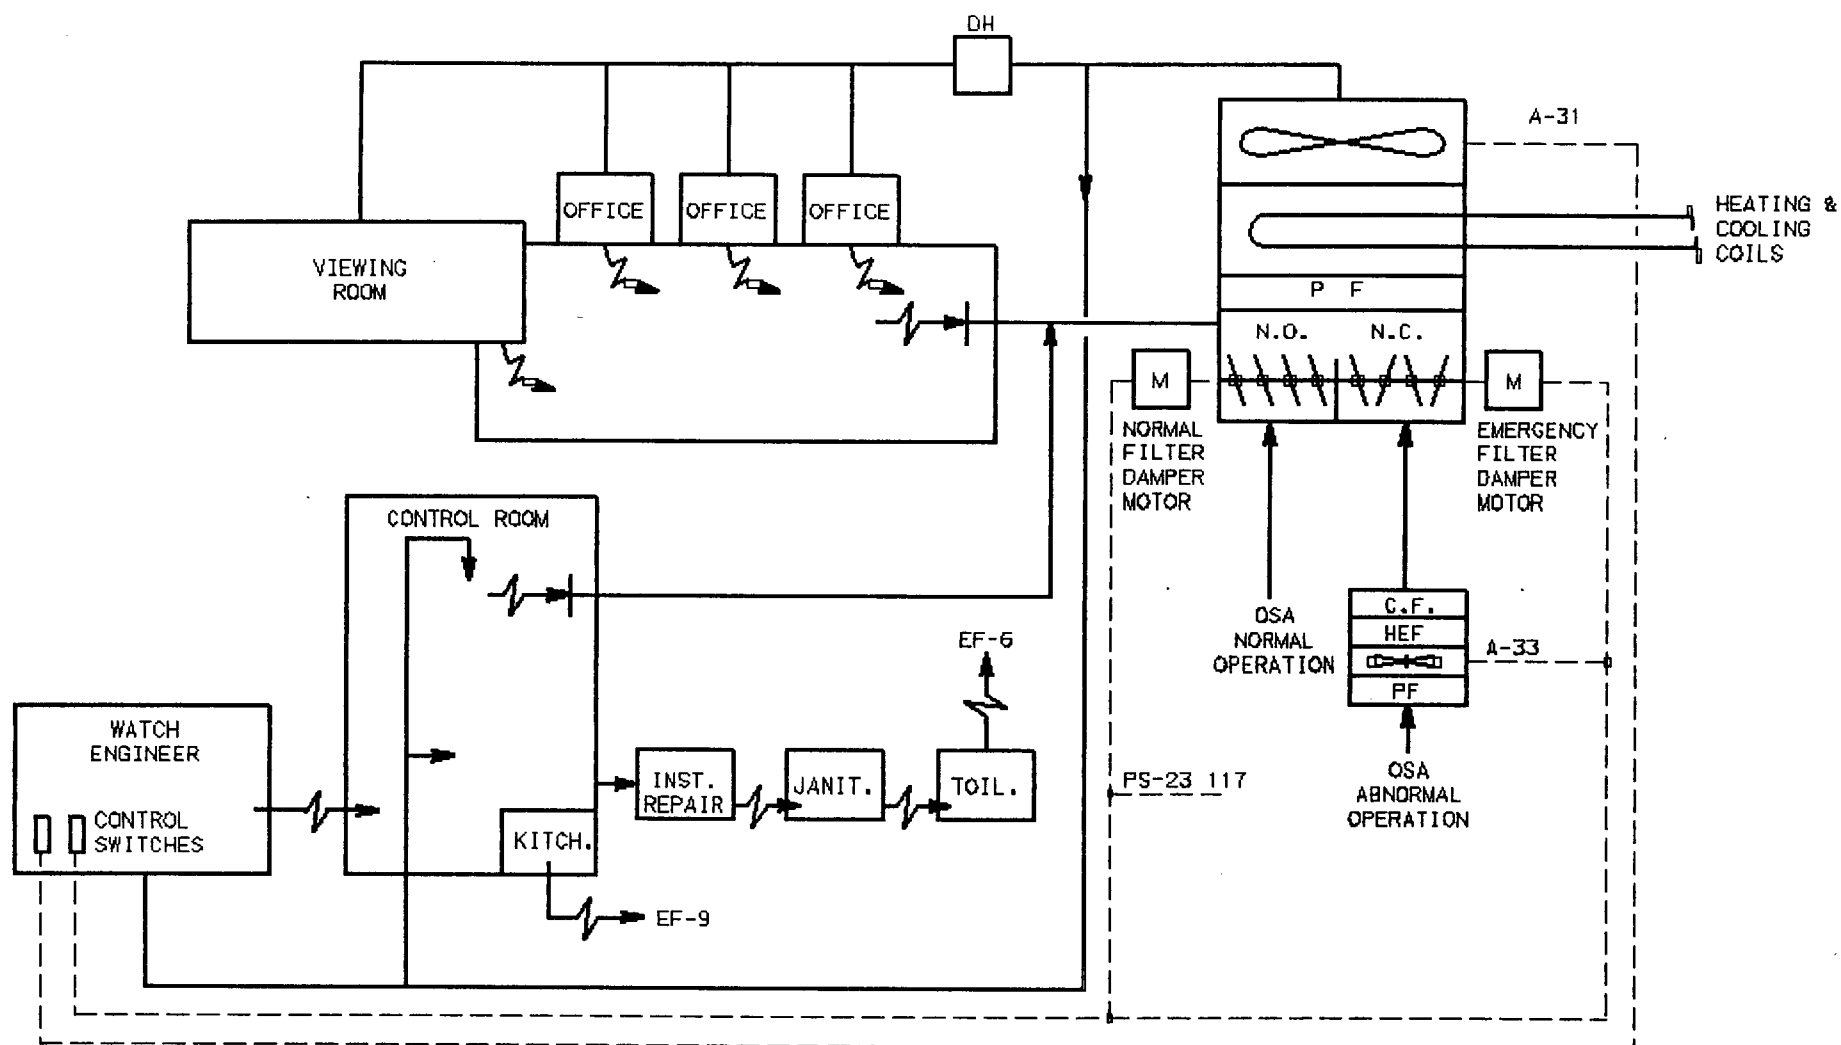 DH
A-31
OFFICE
OFFICE
OFFICE
HEATING &
COOLING
COILS
VIEWING
ROOM
P F
N.O.
N.C.
M
M
NORMAL
FILTER
DAMPER
MOTOR
EMERGENCY
FILTER
DAMPER
MOTOR
CONTROL ROOM
C.F.
HEF
PF
A-33
OSA
NORMAL
OPERATION
EF-6
WATCH
ENGINEER
CONTROL
SWITCHES
INST.
REPAIR
JANIT.
TOIL.
KITCH.
PS-23 117
OSA
ABNORMAL
OPERATION
EF-9